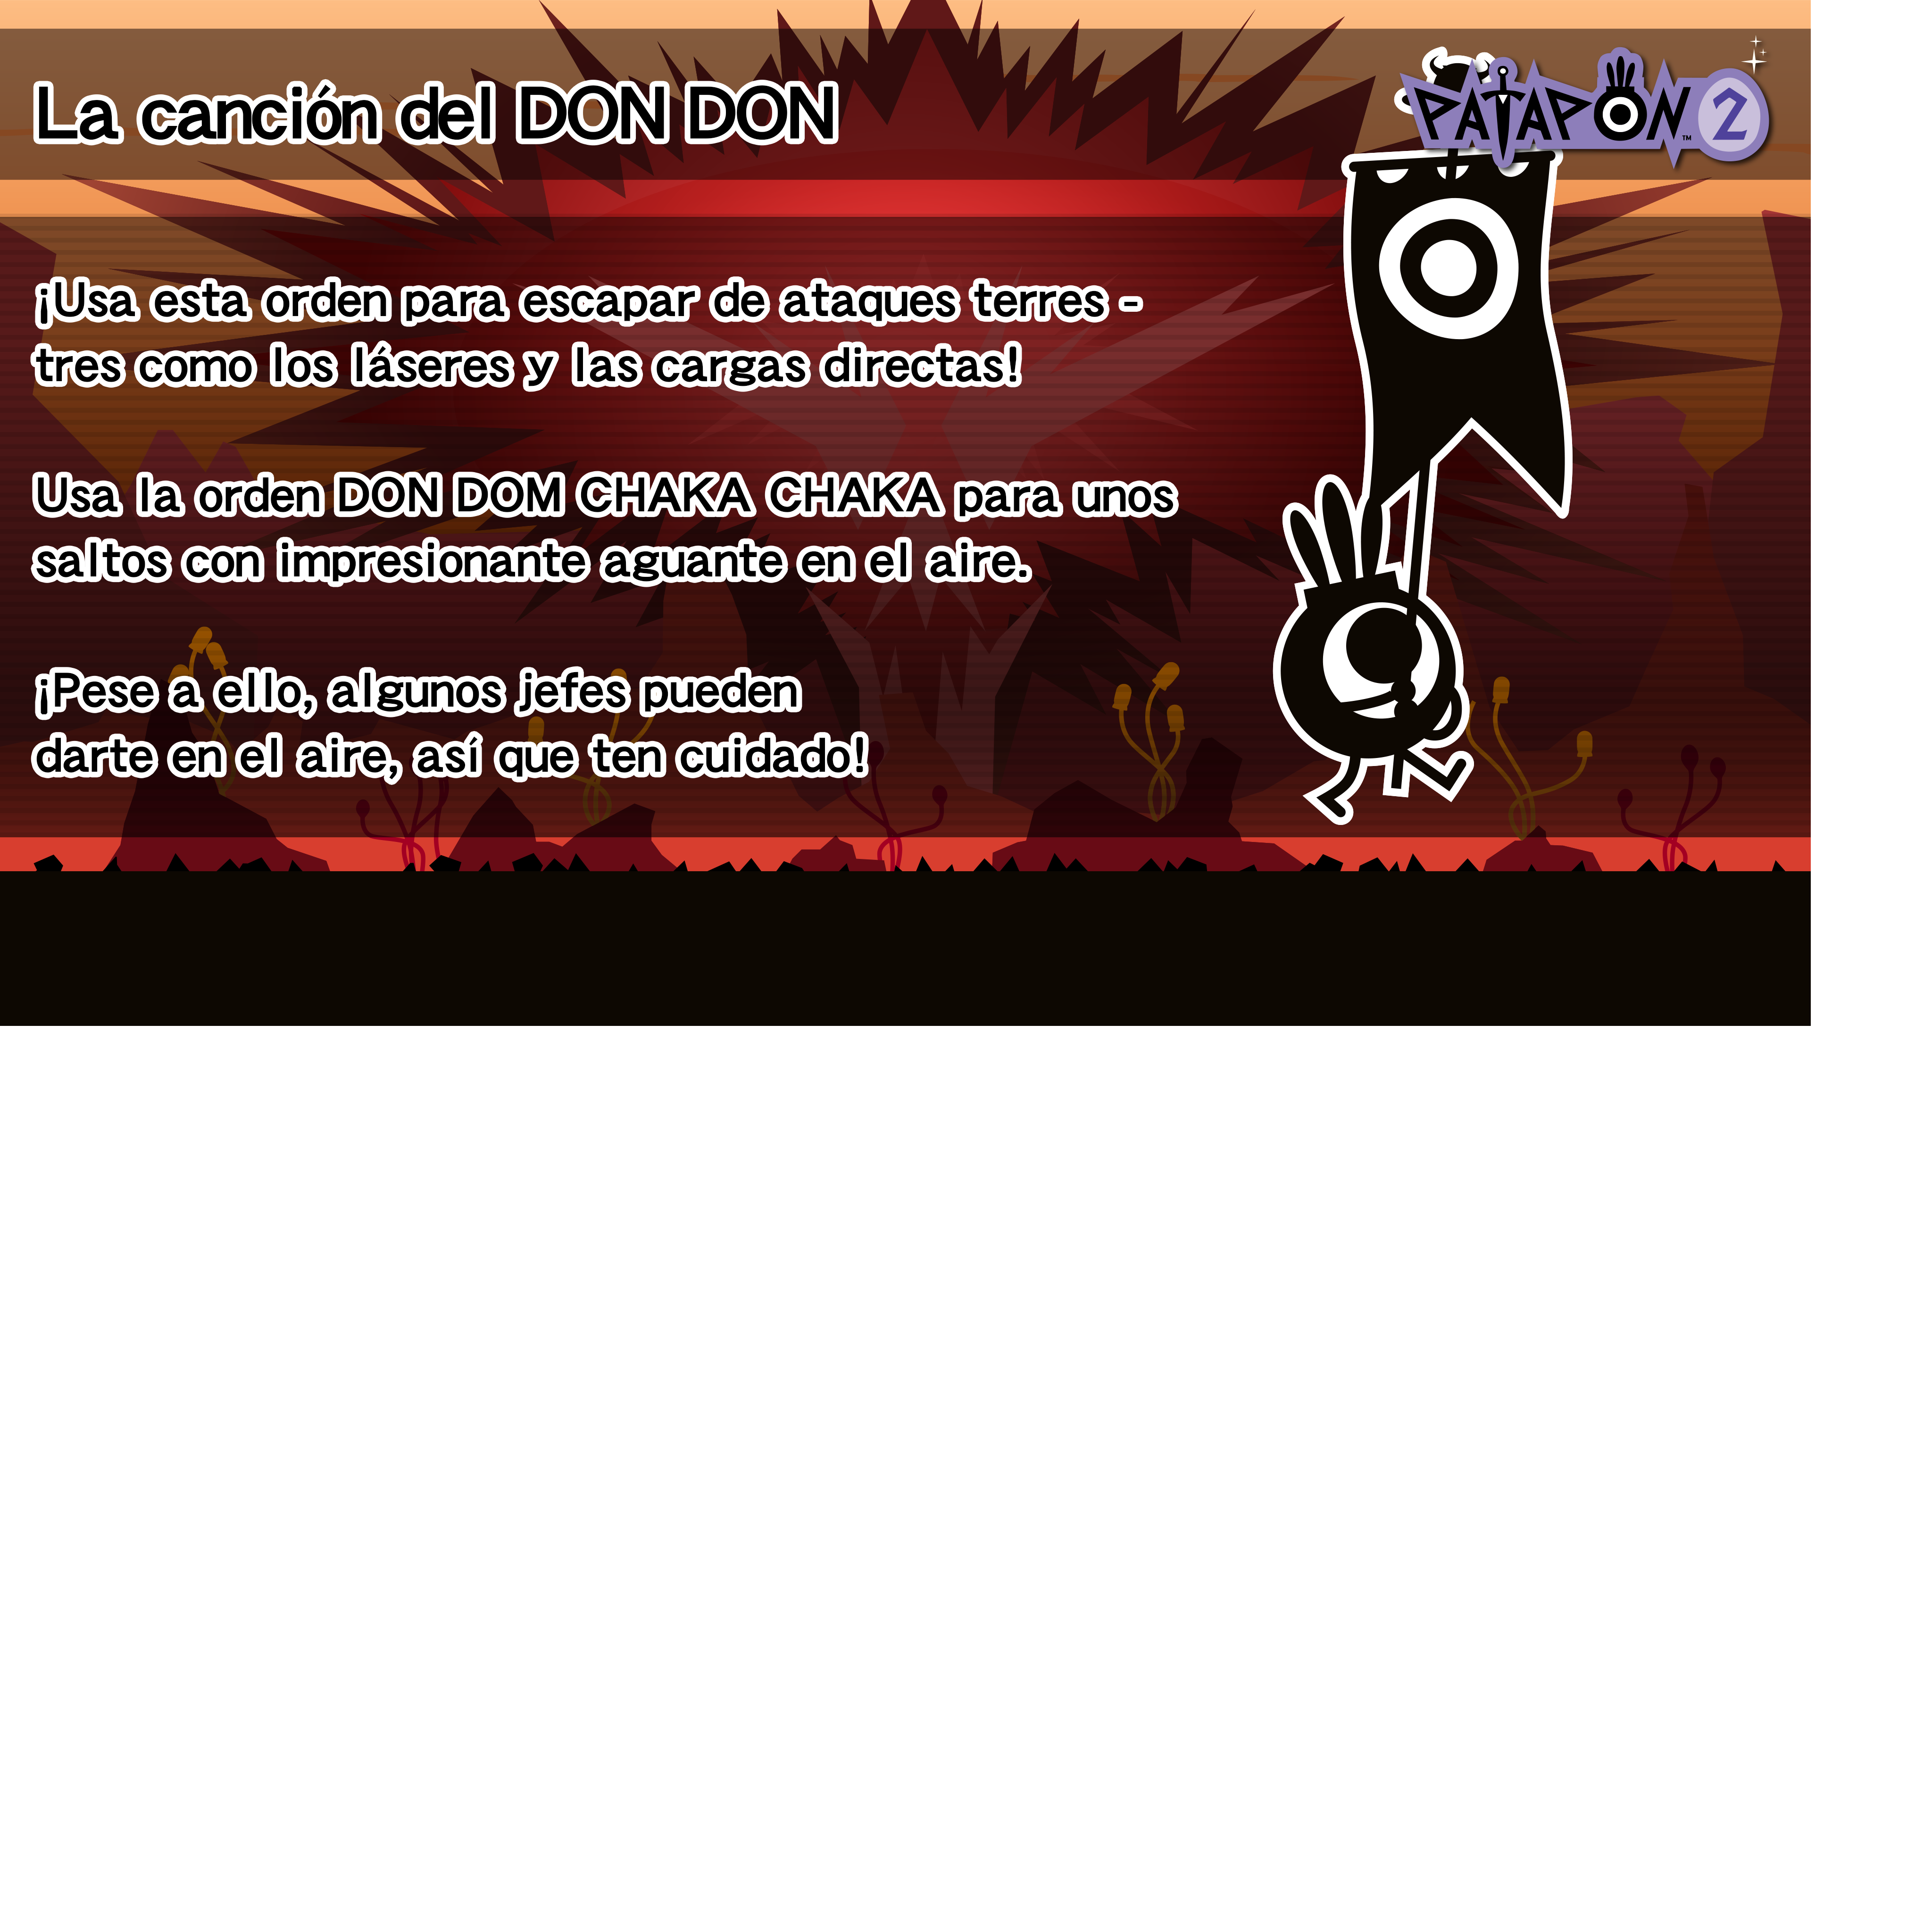 La canción del DON DON
PATAPON™ 2
¡Usa esta orden para escapar de ataques terres -
tres como los láseres y las cargas directas!
Usa la orden DON DOM CHAKA CHAKA para unos
saltos con impresionante aguante en el aire.
¡Pese a ello, algunos jefes pueden
darte en el aire, así que ten cuidado!